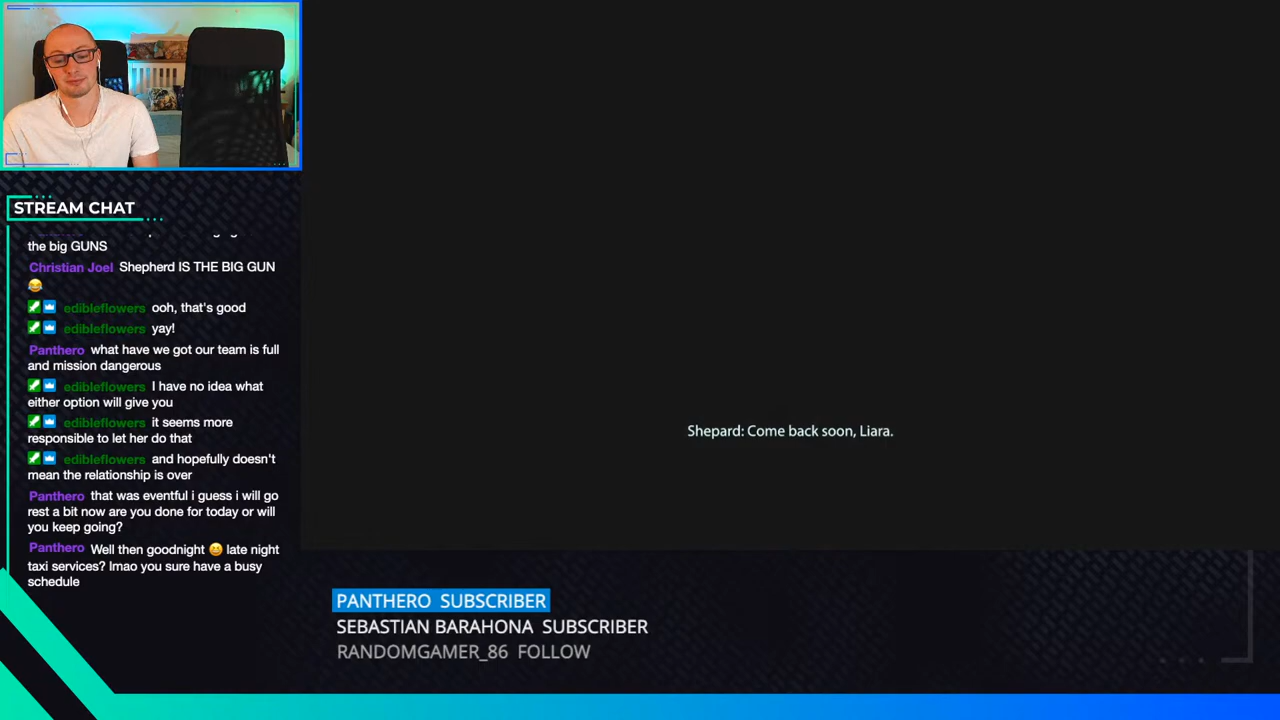 STREAM CHAT
the big GUNS
Christian Joel Shepherd IS THE BIG GUN
😂
edibleflowers ooh, that's good
edibleflowers yay!
Panthero what have we got our team is full
and mission dangerous
edibleflowers I have no idea what
either option will give you
edibleflowers it seems more
responsible to let her do that
edibleflowers and hopefully doesn't
mean the relationship is over
Panthero that was eventful i guess i will go
rest a bit now are you done for today or will
you keep going?
Panthero Well then goodnight 😆 late night
taxi services? lmao you sure have a busy
schedule
Shepard: Come back soon, Liara.
PANTHERO SUBSCRIBER
SEBASTIAN BARAHONA SUBSCRIBER
RANDOMGAMER_86 FOLLOW